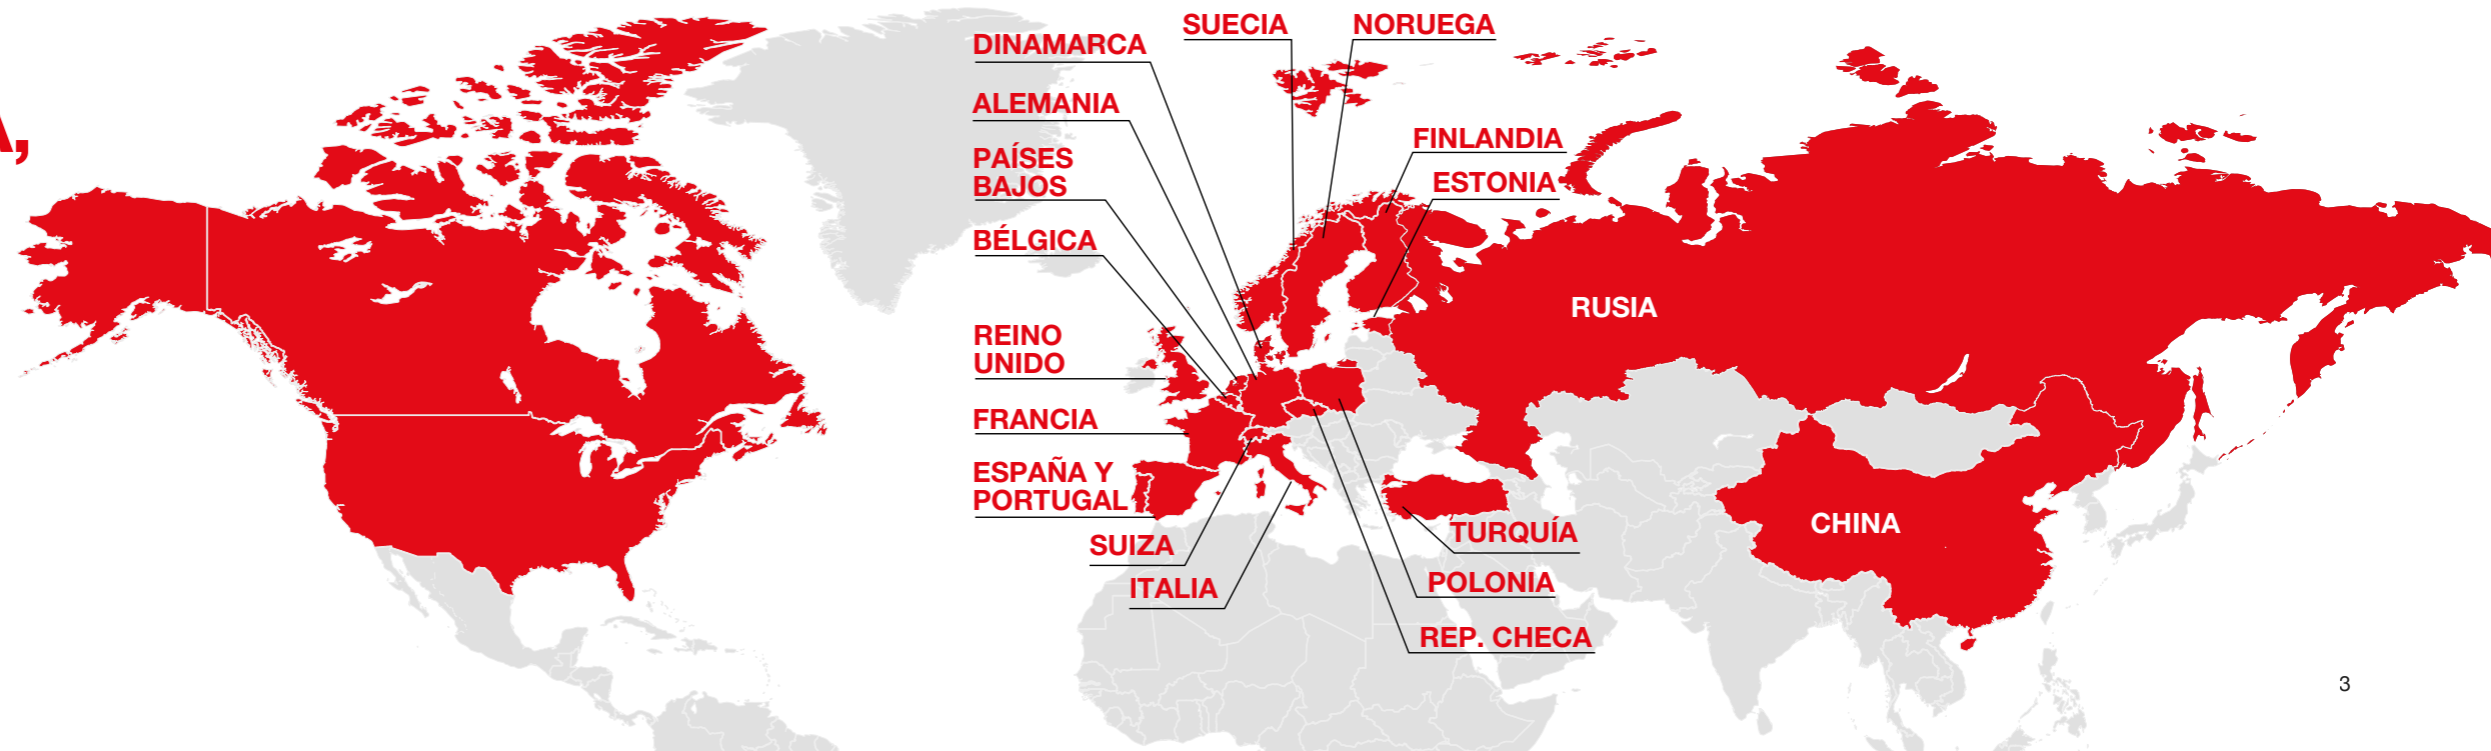 A,
SUECIA
NORUEGA
DINAMARCA
ALEMANIA
PAÍSES
BAJOS
BÉLGICA
REINO
UNIDO
FRANCIA
ESPAÑA Y
PORTUGAL
SUIZA
ITALIA
FINLANDIA
ESTONIA
RUSIA
CHINA
TURQUÍA
POLONIA
REP. CHECA
3